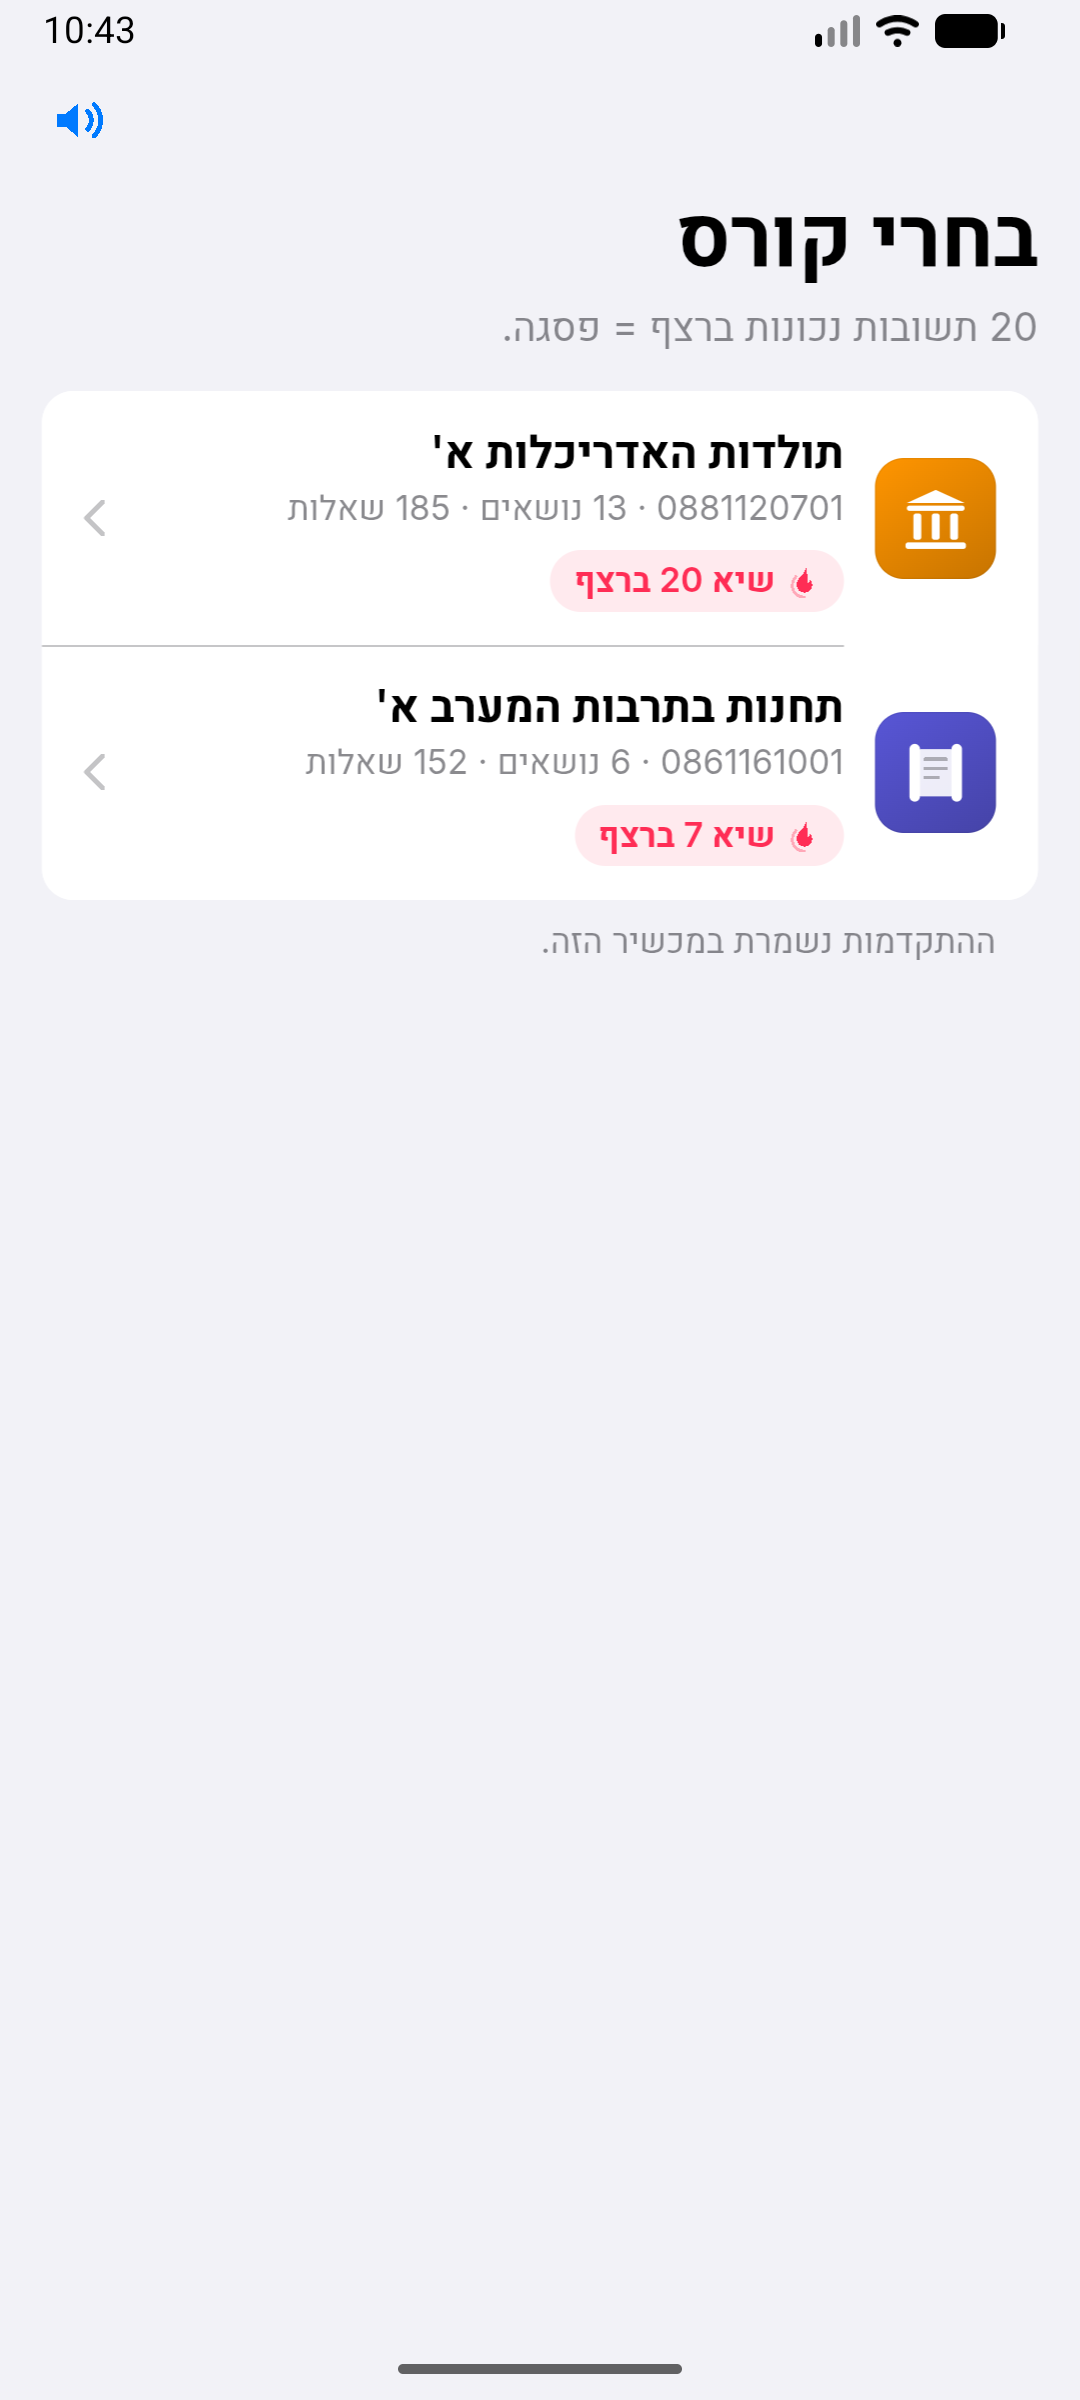 10:43
בחרי קורס
20 תשובות נכונות ברצף = פסגה.
תולדות האדריכלות א'
0881120701 · 13 נושאים · 185 שאלות
שיא 20 ברצף
תחנות בתרבות המערב א'
0861161001 · 6 נושאים · 152 שאלות
שיא 7 ברצף
ההתקדמות נשמרת במכשיר הזה.